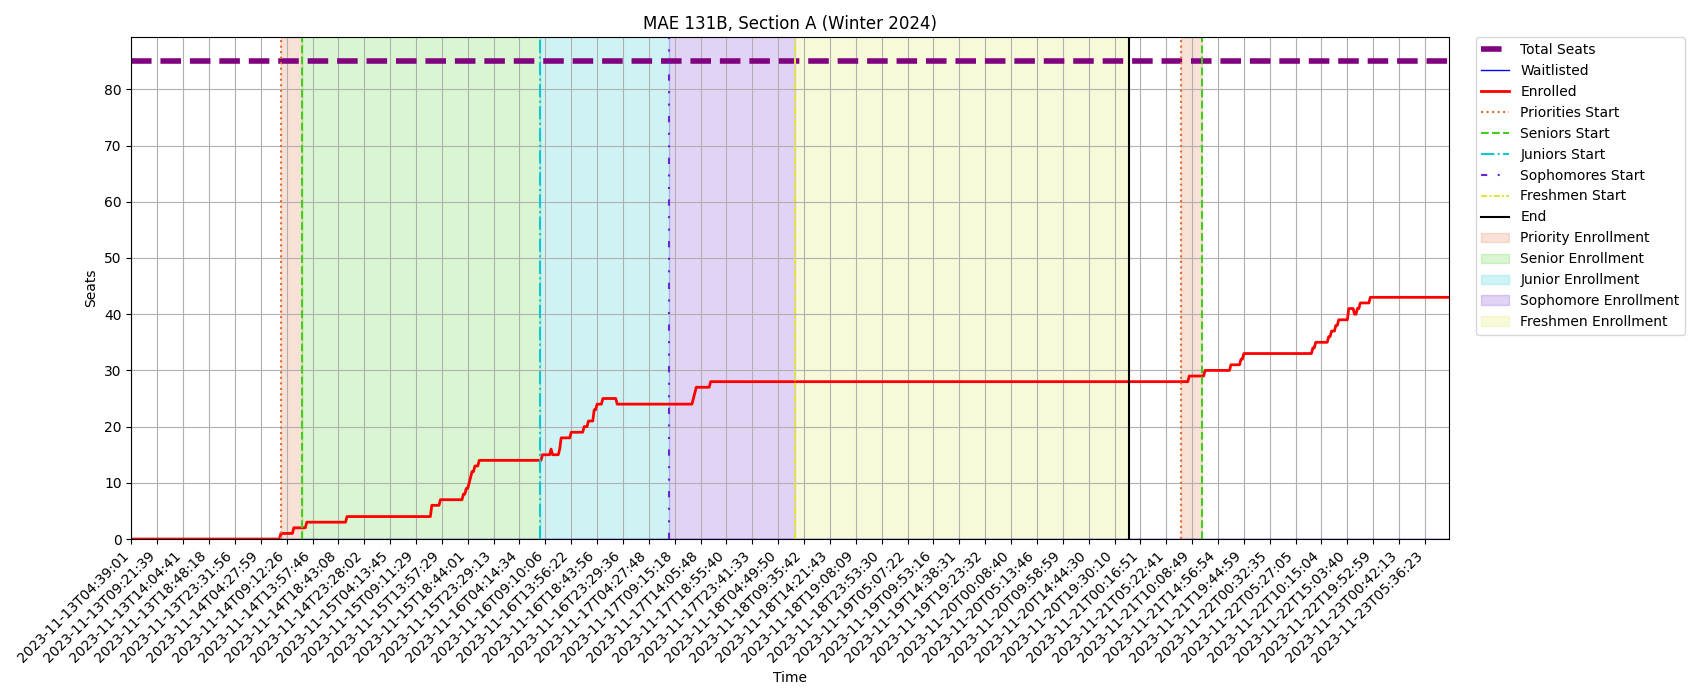 MAE 131B, Section A (Winter 2024)
Seats
80
70
60
50
40
30
20
10
0
2023-11-13T04:39:01
2023-11-13T09:21:39
2023-11-13T14:04:41
2023-11-13T18:48:18
2023-11-13T23:31:56
2023-11-14T04:27:59
2023-11-14T09:12:26
2023-11-14T13:57:46
2023-11-14T18:43:08
2023-11-14T23:28:02
2023-11-15T04:13:45
2023-11-15T09:11:29
2023-11-15T13:57:29
2023-11-15T18:44:01
2023-11-15T23:29:13
2023-11-16T04:14:34
2023-11-16T09:10:06
2023-11-16T13:56:22
2023-11-16T18:43:56
2023-11-16T23:29:36
2023-11-17T04:27:48
2023-11-17T09:15:18
2023-11-17T14:05:48
2023-11-17T18:55:40
2023-11-17T23:41:33
2023-11-18T04:49:50
2023-11-18T09:35:42
2023-11-18T14:21:43
2023-11-18T19:08:09
2023-11-18T23:53:30
2023-11-19T05:07:22
2023-11-19T09:53:16
2023-11-19T14:38:31
2023-11-19T19:23:32
2023-11-20T00:08:40
2023-11-20T05:13:46
2023-11-20T09:58:59
2023-11-20T14:44:30
2023-11-20T19:30:10
2023-11-21T00:16:51
2023-11-21T05:22:41
2023-11-21T10:08:49
2023-11-21T14:56:54
2023-11-21T19:44:59
2023-11-22T00:32:35
2023-11-22T05:27:05
2023-11-22T10:15:04
2023-11-22T15:03:40
2023-11-22T19:52:59
2023-11-23T00:42:13
2023-11-23T05:36:23
Time
Total Seats
Waitlisted
Enrolled
Priorities Start
Seniors Start
Juniors Start
Sophomores Start
Freshmen Start
End
Priority Enrollment
Senior Enrollment
Junior Enrollment
Sophomore Enrollment
Freshmen Enrollment